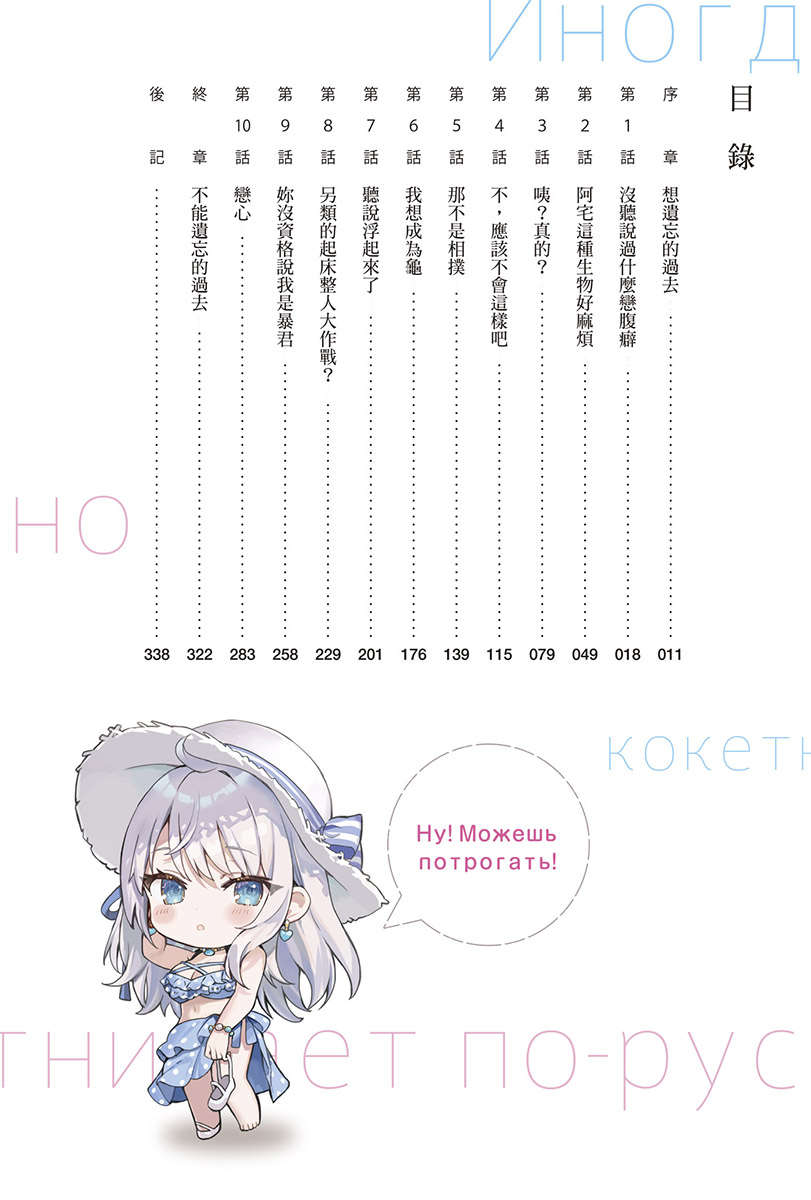 Иногд
目錄
序章 想遺忘的過去 011
第1話 沒聽說過什麼戀腹癖 018
第2話 阿宅這種生物好麻煩 049
第3話 咦？真的？ 079
第4話 不，應該不會這樣吧 115
第5話 那不是相撲 139
第6話 我想成為龜 176
第7話 聽說浮起來了 201
第8話 另類的起床整人大作戰？ 229
第9話 妳沒資格說我是暴君 258
第10話 戀心 283
終章 不能遺忘的過去 322
後記 338
но
кокетн
Ну! Можешь
потрогать!
тни ает по-рус